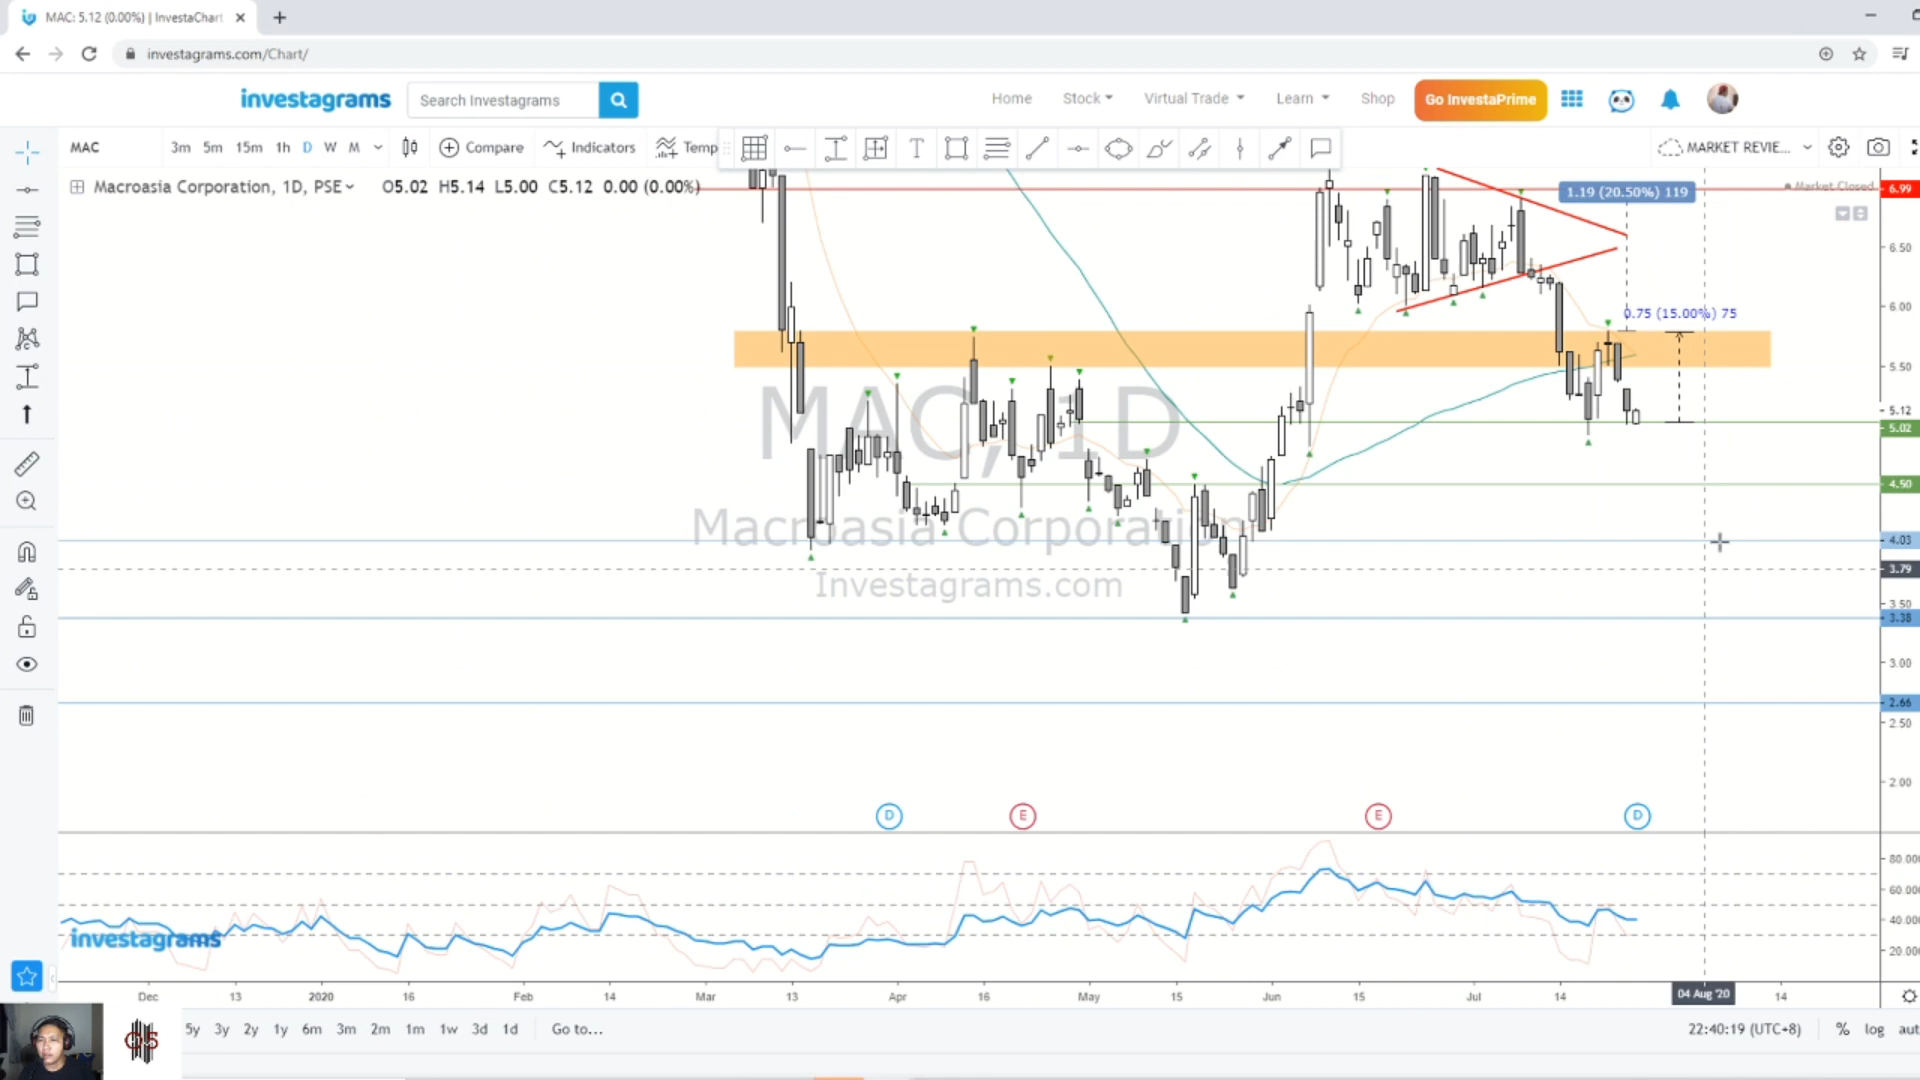 MAC: 5.12 (0.00%) | InvestaChart
investagrams.com/Chart/
investagrams
Search Investagrams
Home
Stock
Virtual Trade
Learn
Shop
Go InvestaPrime
MAC
3m 5m 15m 1h D W M
Compare
Indicators
Temp
MARKET REVIE...
Macroasia Corporation, 1D, PSE
O5.02 H5.14 L5.00 C5.12 0.00 (0.00%)
1.19 (20.50%) 119
Market Closed
6.99
6.50
6.00
0.75 (15.00%) 75
5.50
5.12
5.02
4.50
4.03
3.79
3.50
3.38
3.00
2.66
2.50
2.00
MAC, 1D
Macroasia Corporation
Investagrams.com
D
E
E
D
80.000
60.000
40.000
20.000
investagrams
Dec 13 2020 16 Feb 14 Mar 13 Apr 16 May 15 Jun 15 Jul 14 04 Aug '20 14
5y 3y 2y 1y 6m 3m 2m 1m 1w 3d 1d Go to...
22:40:19 (UTC+8) % log aut